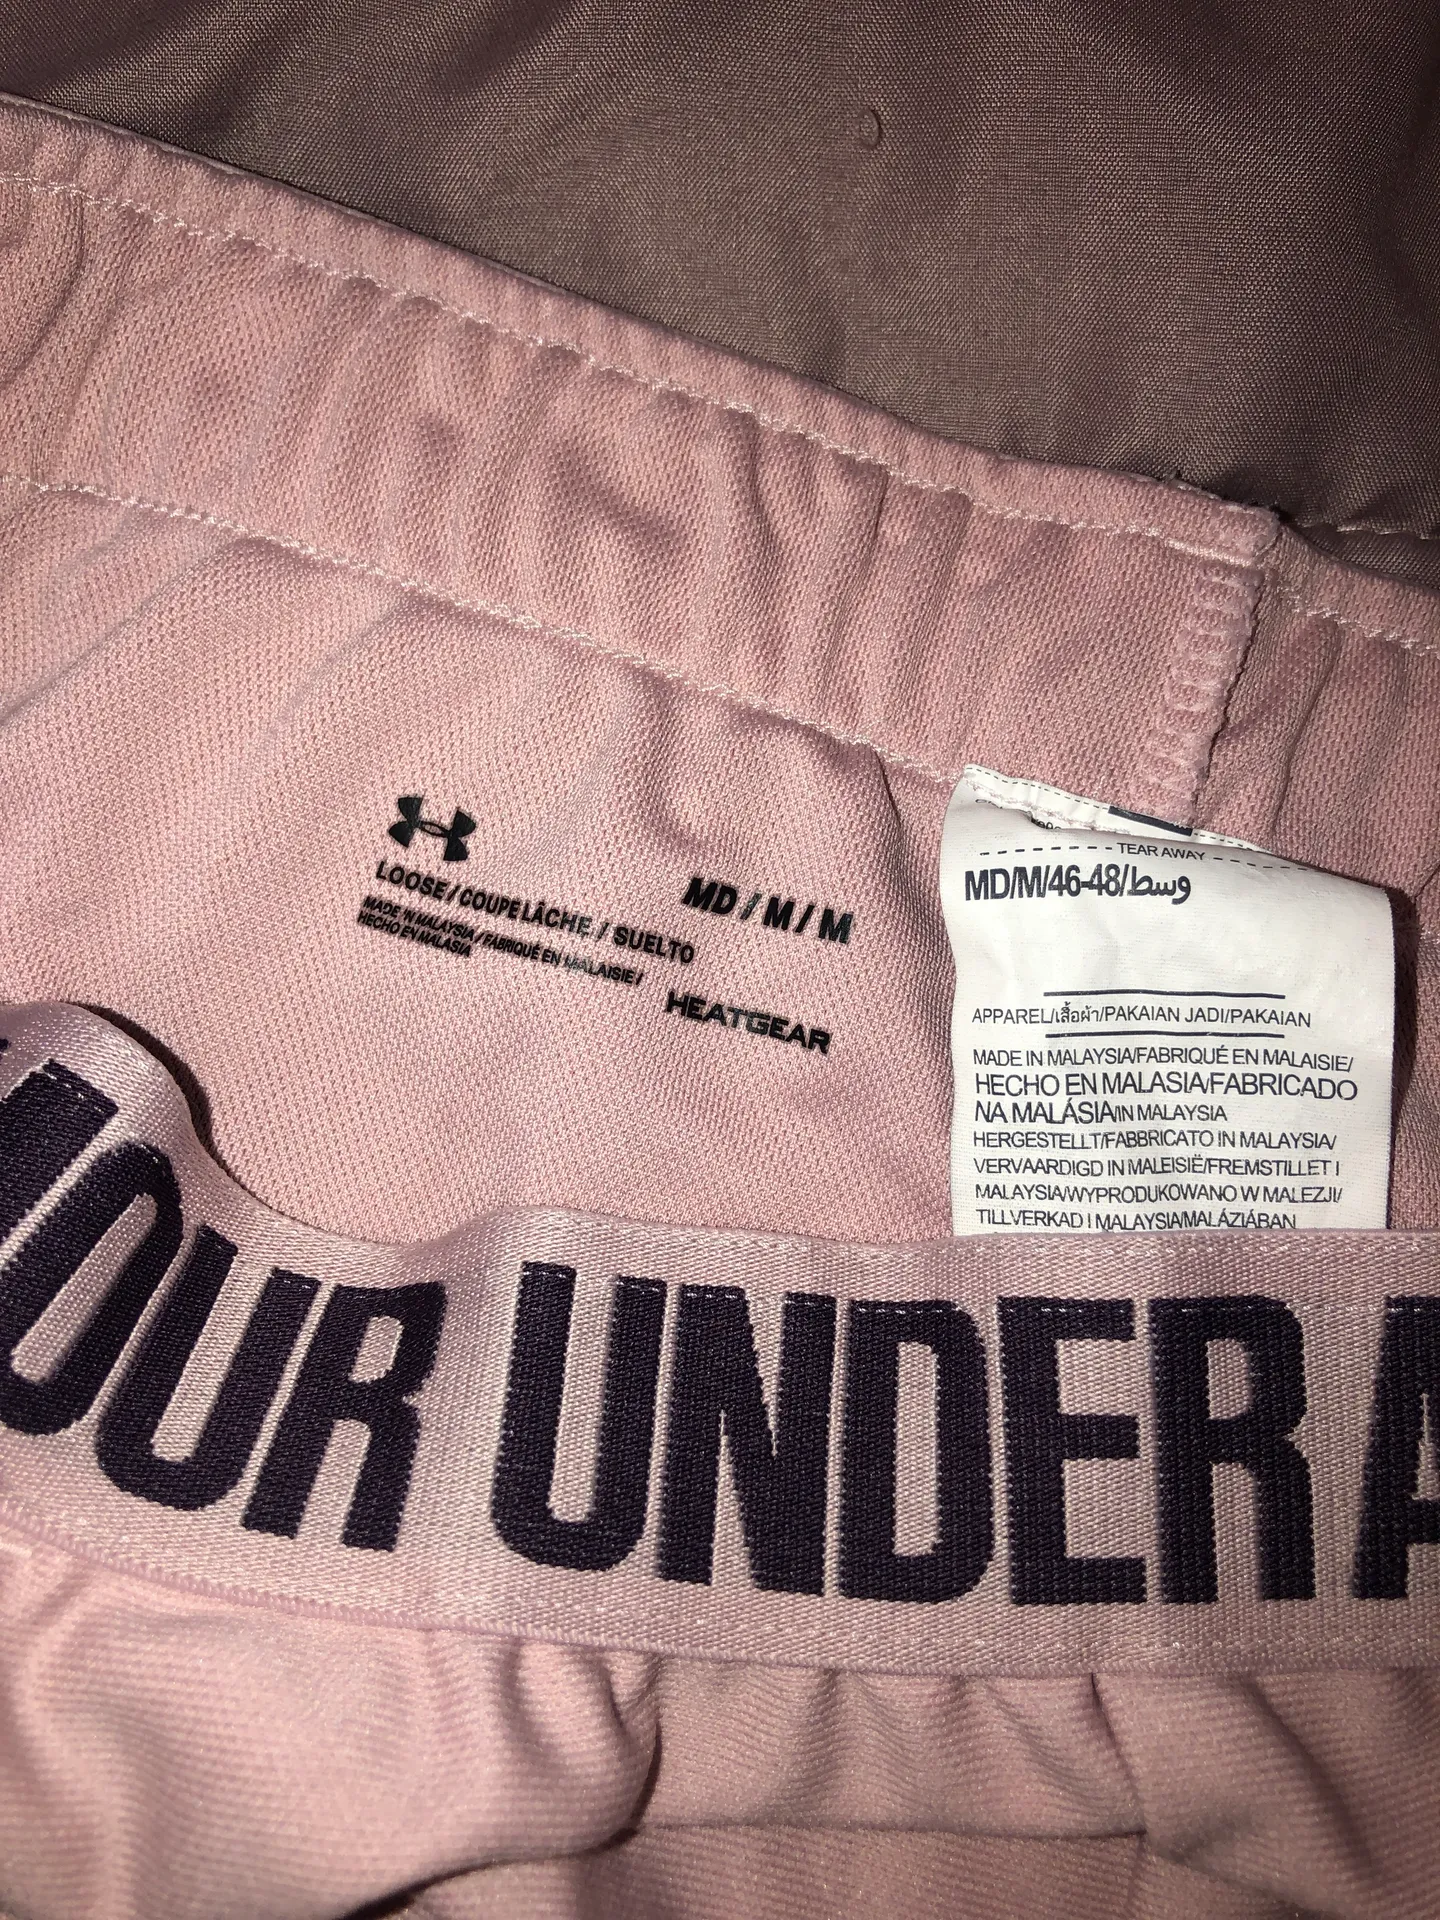 LOOSE/COUPE LÂCHE / SUELTO
MADE IN MALAYSIA/FABRIQUÉ EN MALAISIE/
HECHO EN MALASIA
MD / M / M
HEATGEAR
TEAR AWAY
MD/M/46-48/وسط
APPAREL/เสื้อผ้า/PAKAIAN JADI/PAKAIAN
MADE IN MALAYSIA/FABRIQUÉ EN MALAISIE/
HECHO EN MALASIA/FABRICADO
NA MALÁSIA/IN MALAYSIA
HERGESTELLT/FABBRICATO IN MALAYSIA/
VERVAARDIGD IN MALEISIË/FREMSTILLET I
MALAYSIA/WYPRODUKOWANO W MALEZJI/
TILLVERKAD I MALAYSIA/MALÁZIÁBAN
MOUR UNDER A